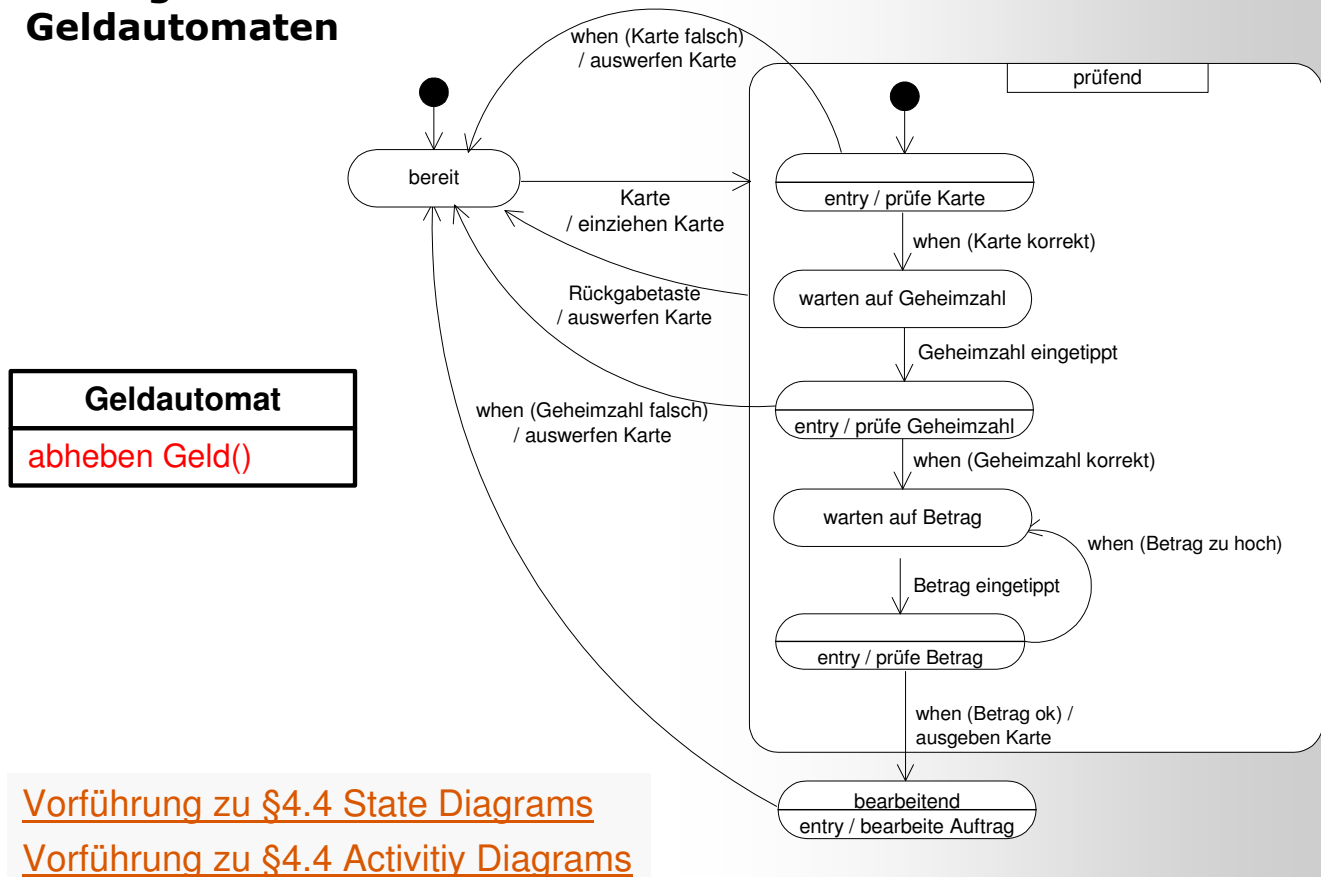 Geldautomaten
when (Karte falsch)
/ auswerfen Karte
prüfend
bereit
Karte
/ einziehen Karte
entry / prüfe Karte
when (Karte korrekt)
warten auf Geheimzahl
Rückgabetaste
/ auswerfen Karte
Geheimzahl eingetippt
Geldautomat
abheben Geld()
when (Geheimzahl falsch)
/ auswerfen Karte
entry / prüfe Geheimzahl
when (Geheimzahl korrekt)
warten auf Betrag
when (Betrag zu hoch)
Betrag eingetippt
entry / prüfe Betrag
when (Betrag ok) /
ausgeben Karte
bearbeitend
entry / bearbeite Auftrag
Vorführung zu §4.4 State Diagrams
Vorführung zu §4.4 Activitiy Diagrams